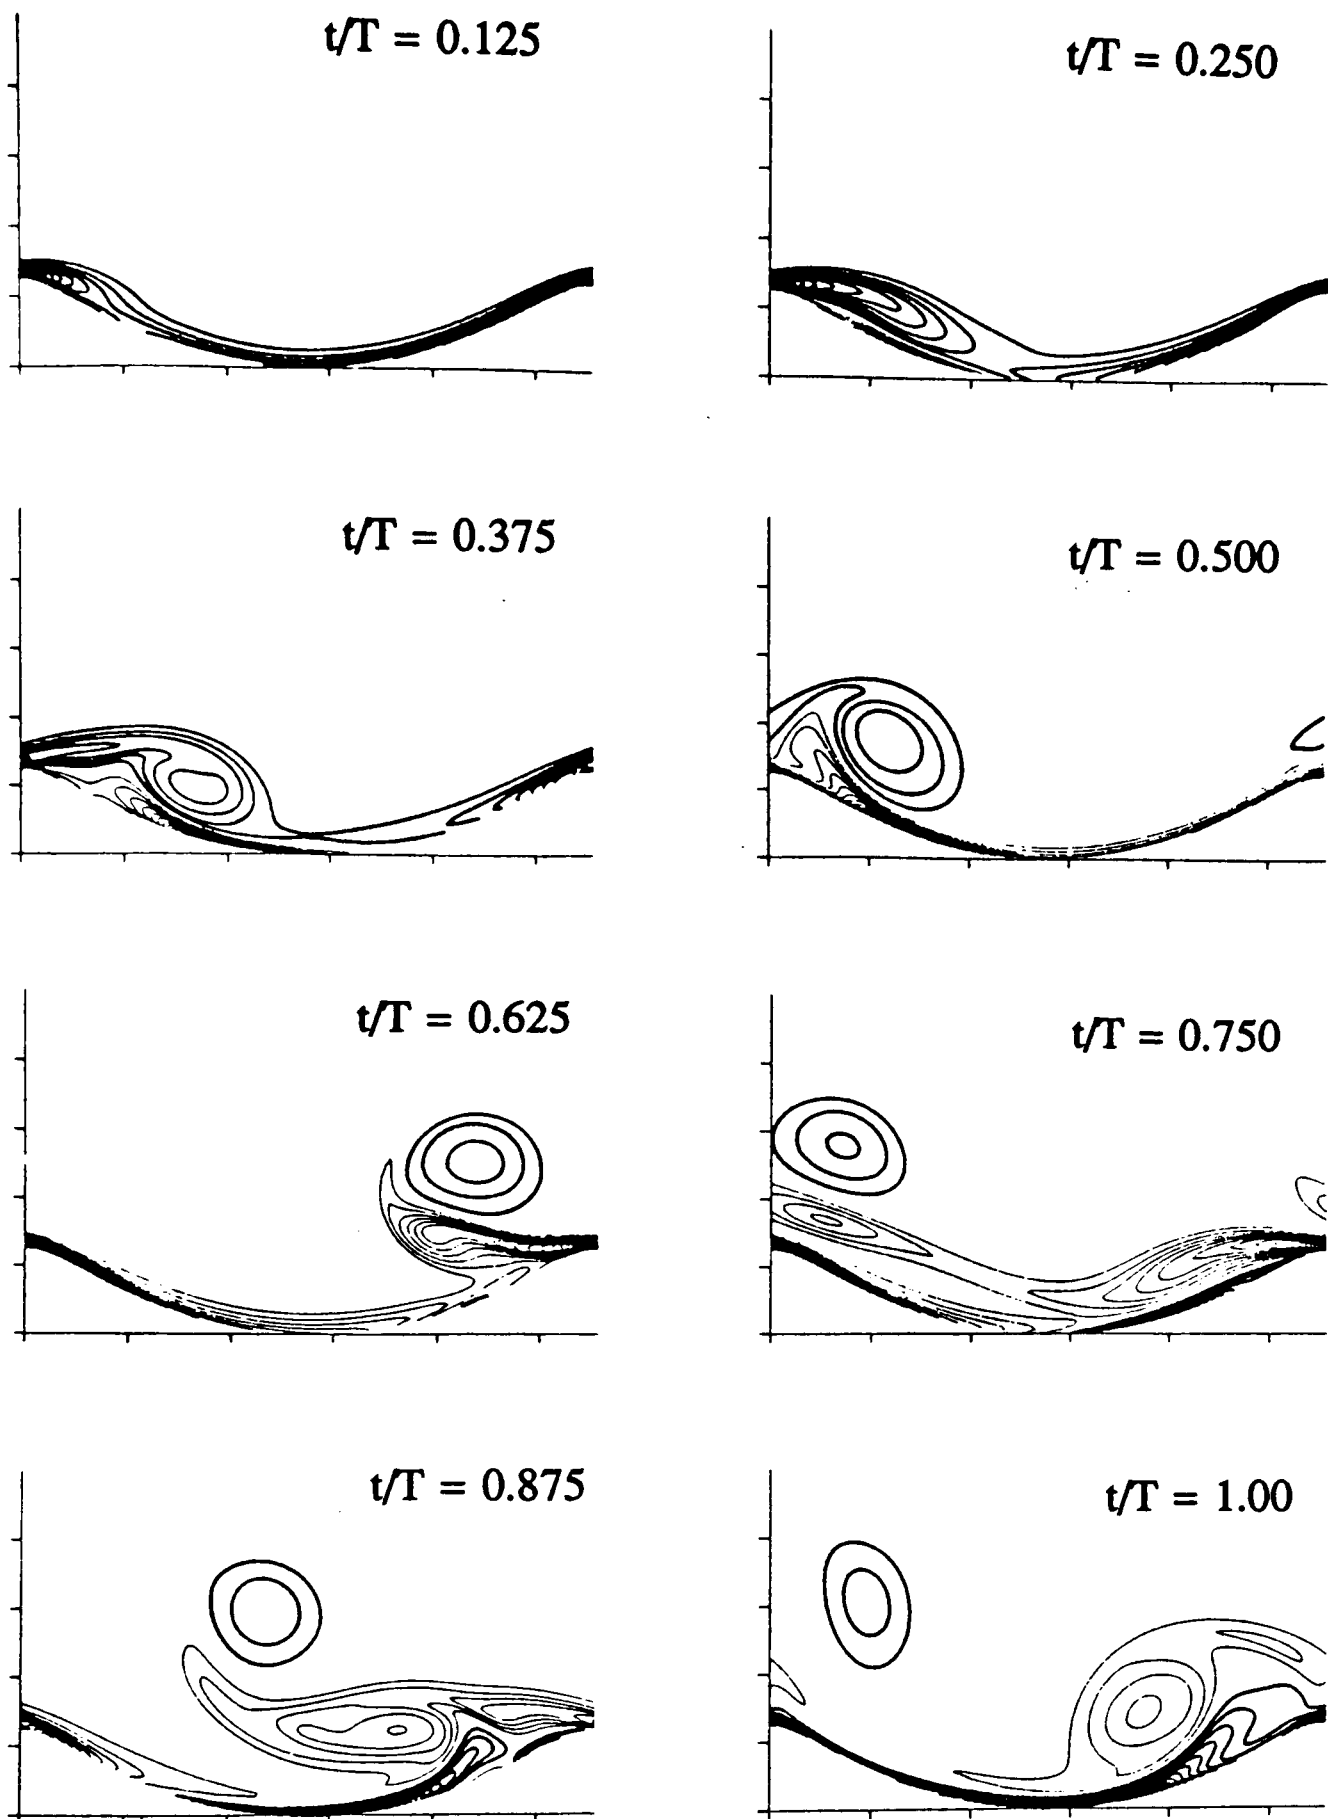 t/T = 0.125
t/T = 0.250
t/T = 0.375
t/T = 0.500
t/T = 0.625
t/T = 0.750
t/T = 0.875
t/T = 1.00